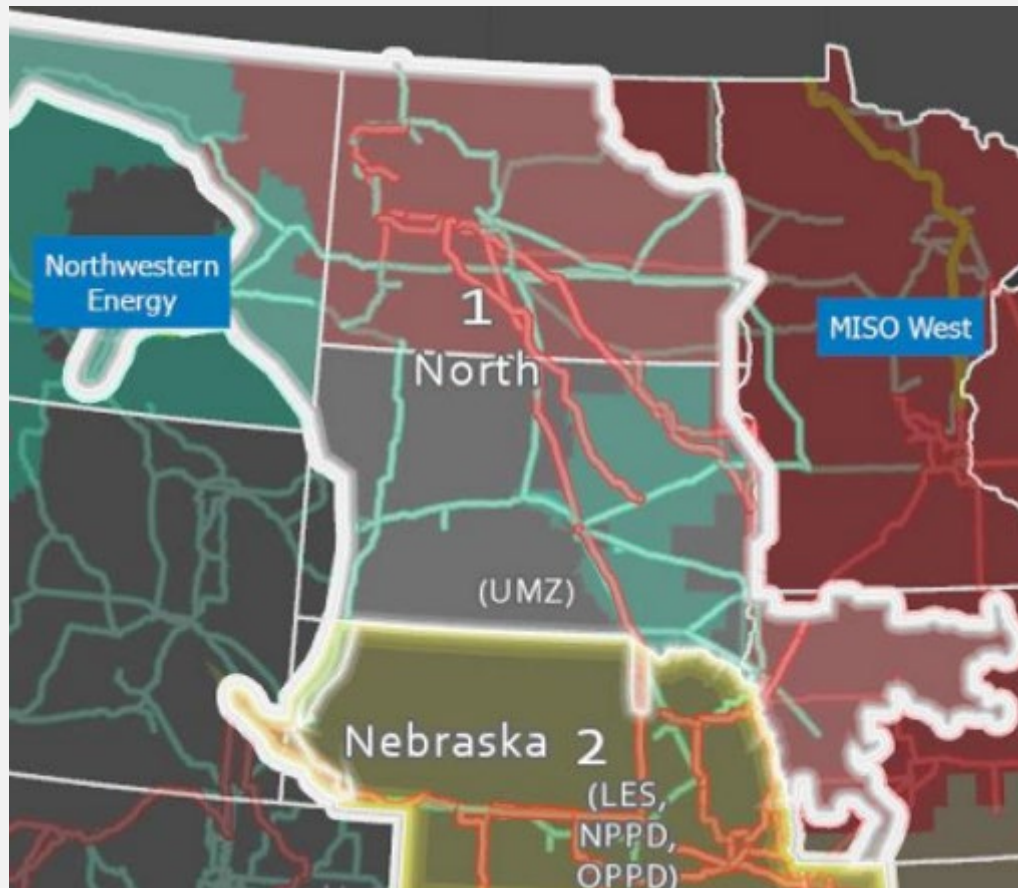 Northwestern
Energy
1
North
MISO West
(UMZ)
Nebraska 2
(LES,
NPPD,
OPPD)